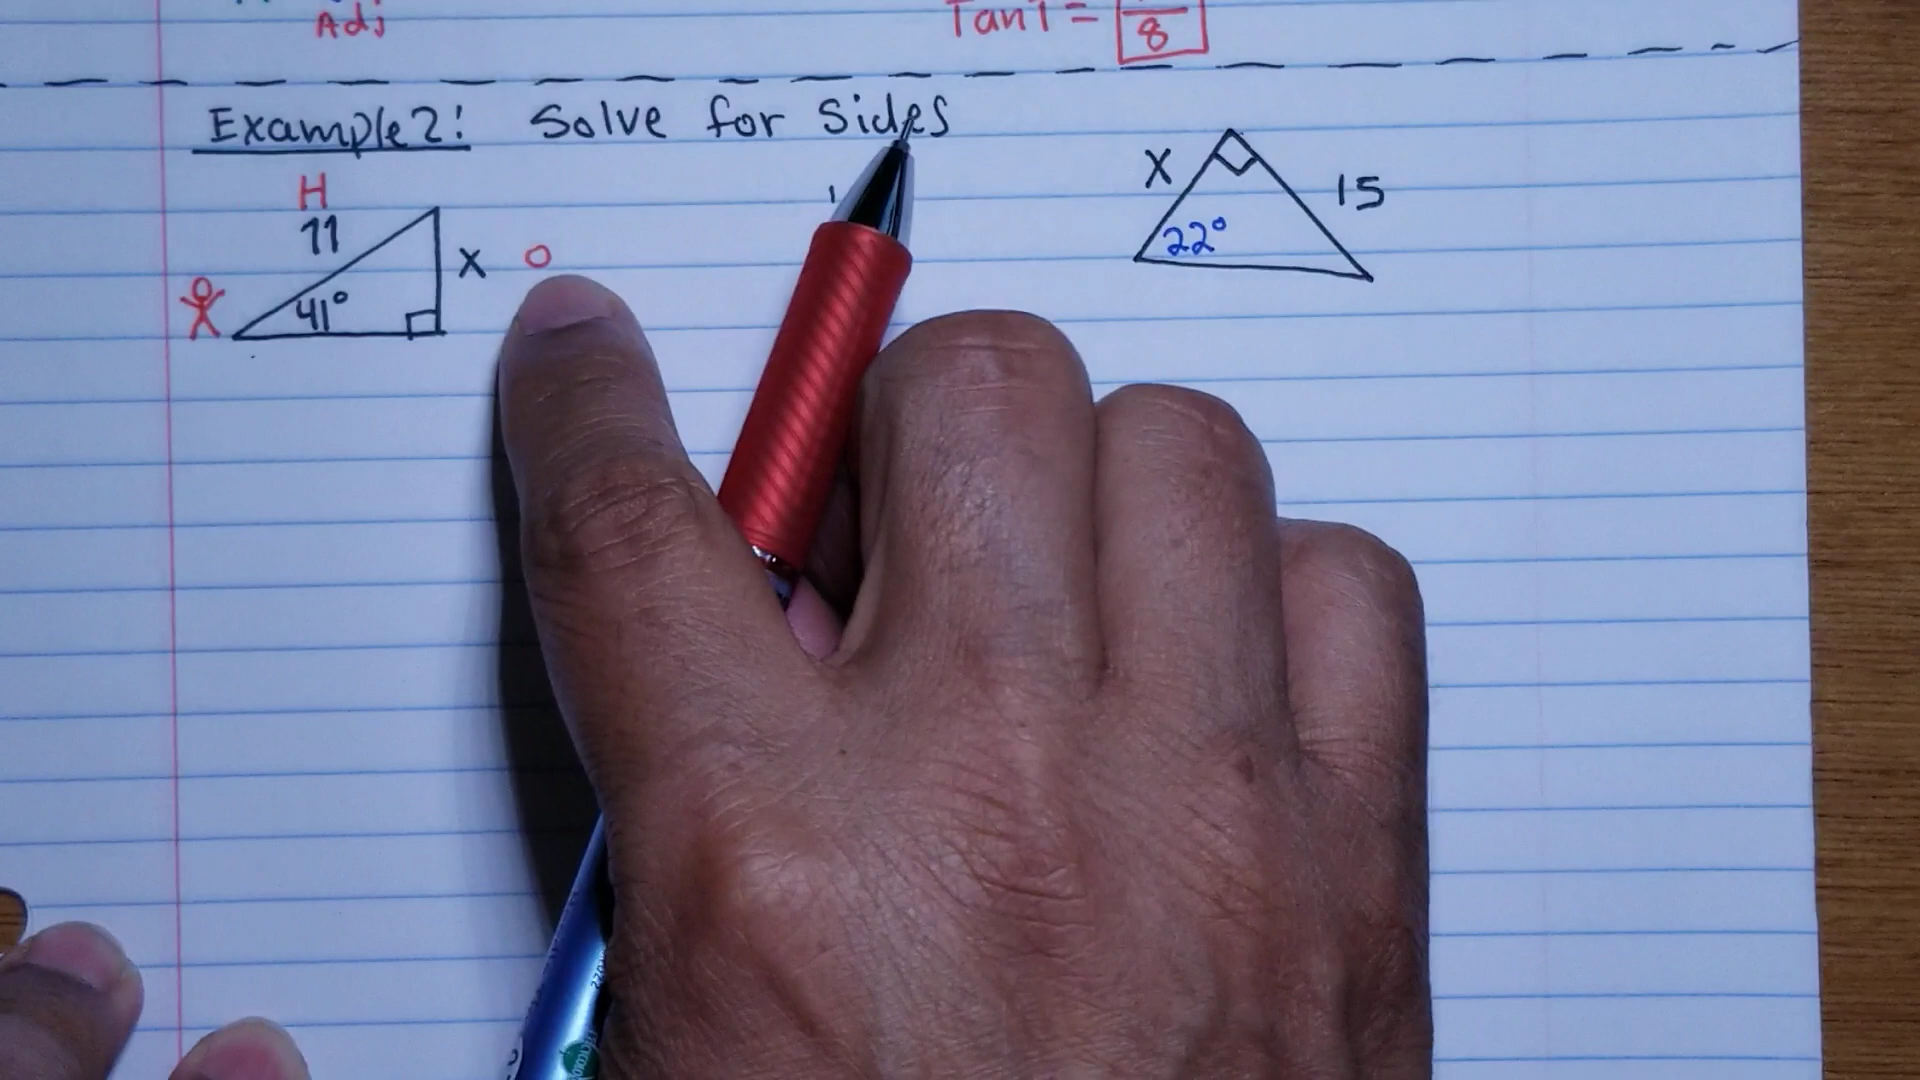 Adj
Tan T = 8
Example 2: Solve for Sides
H
11
X O
41°
X
15
22°